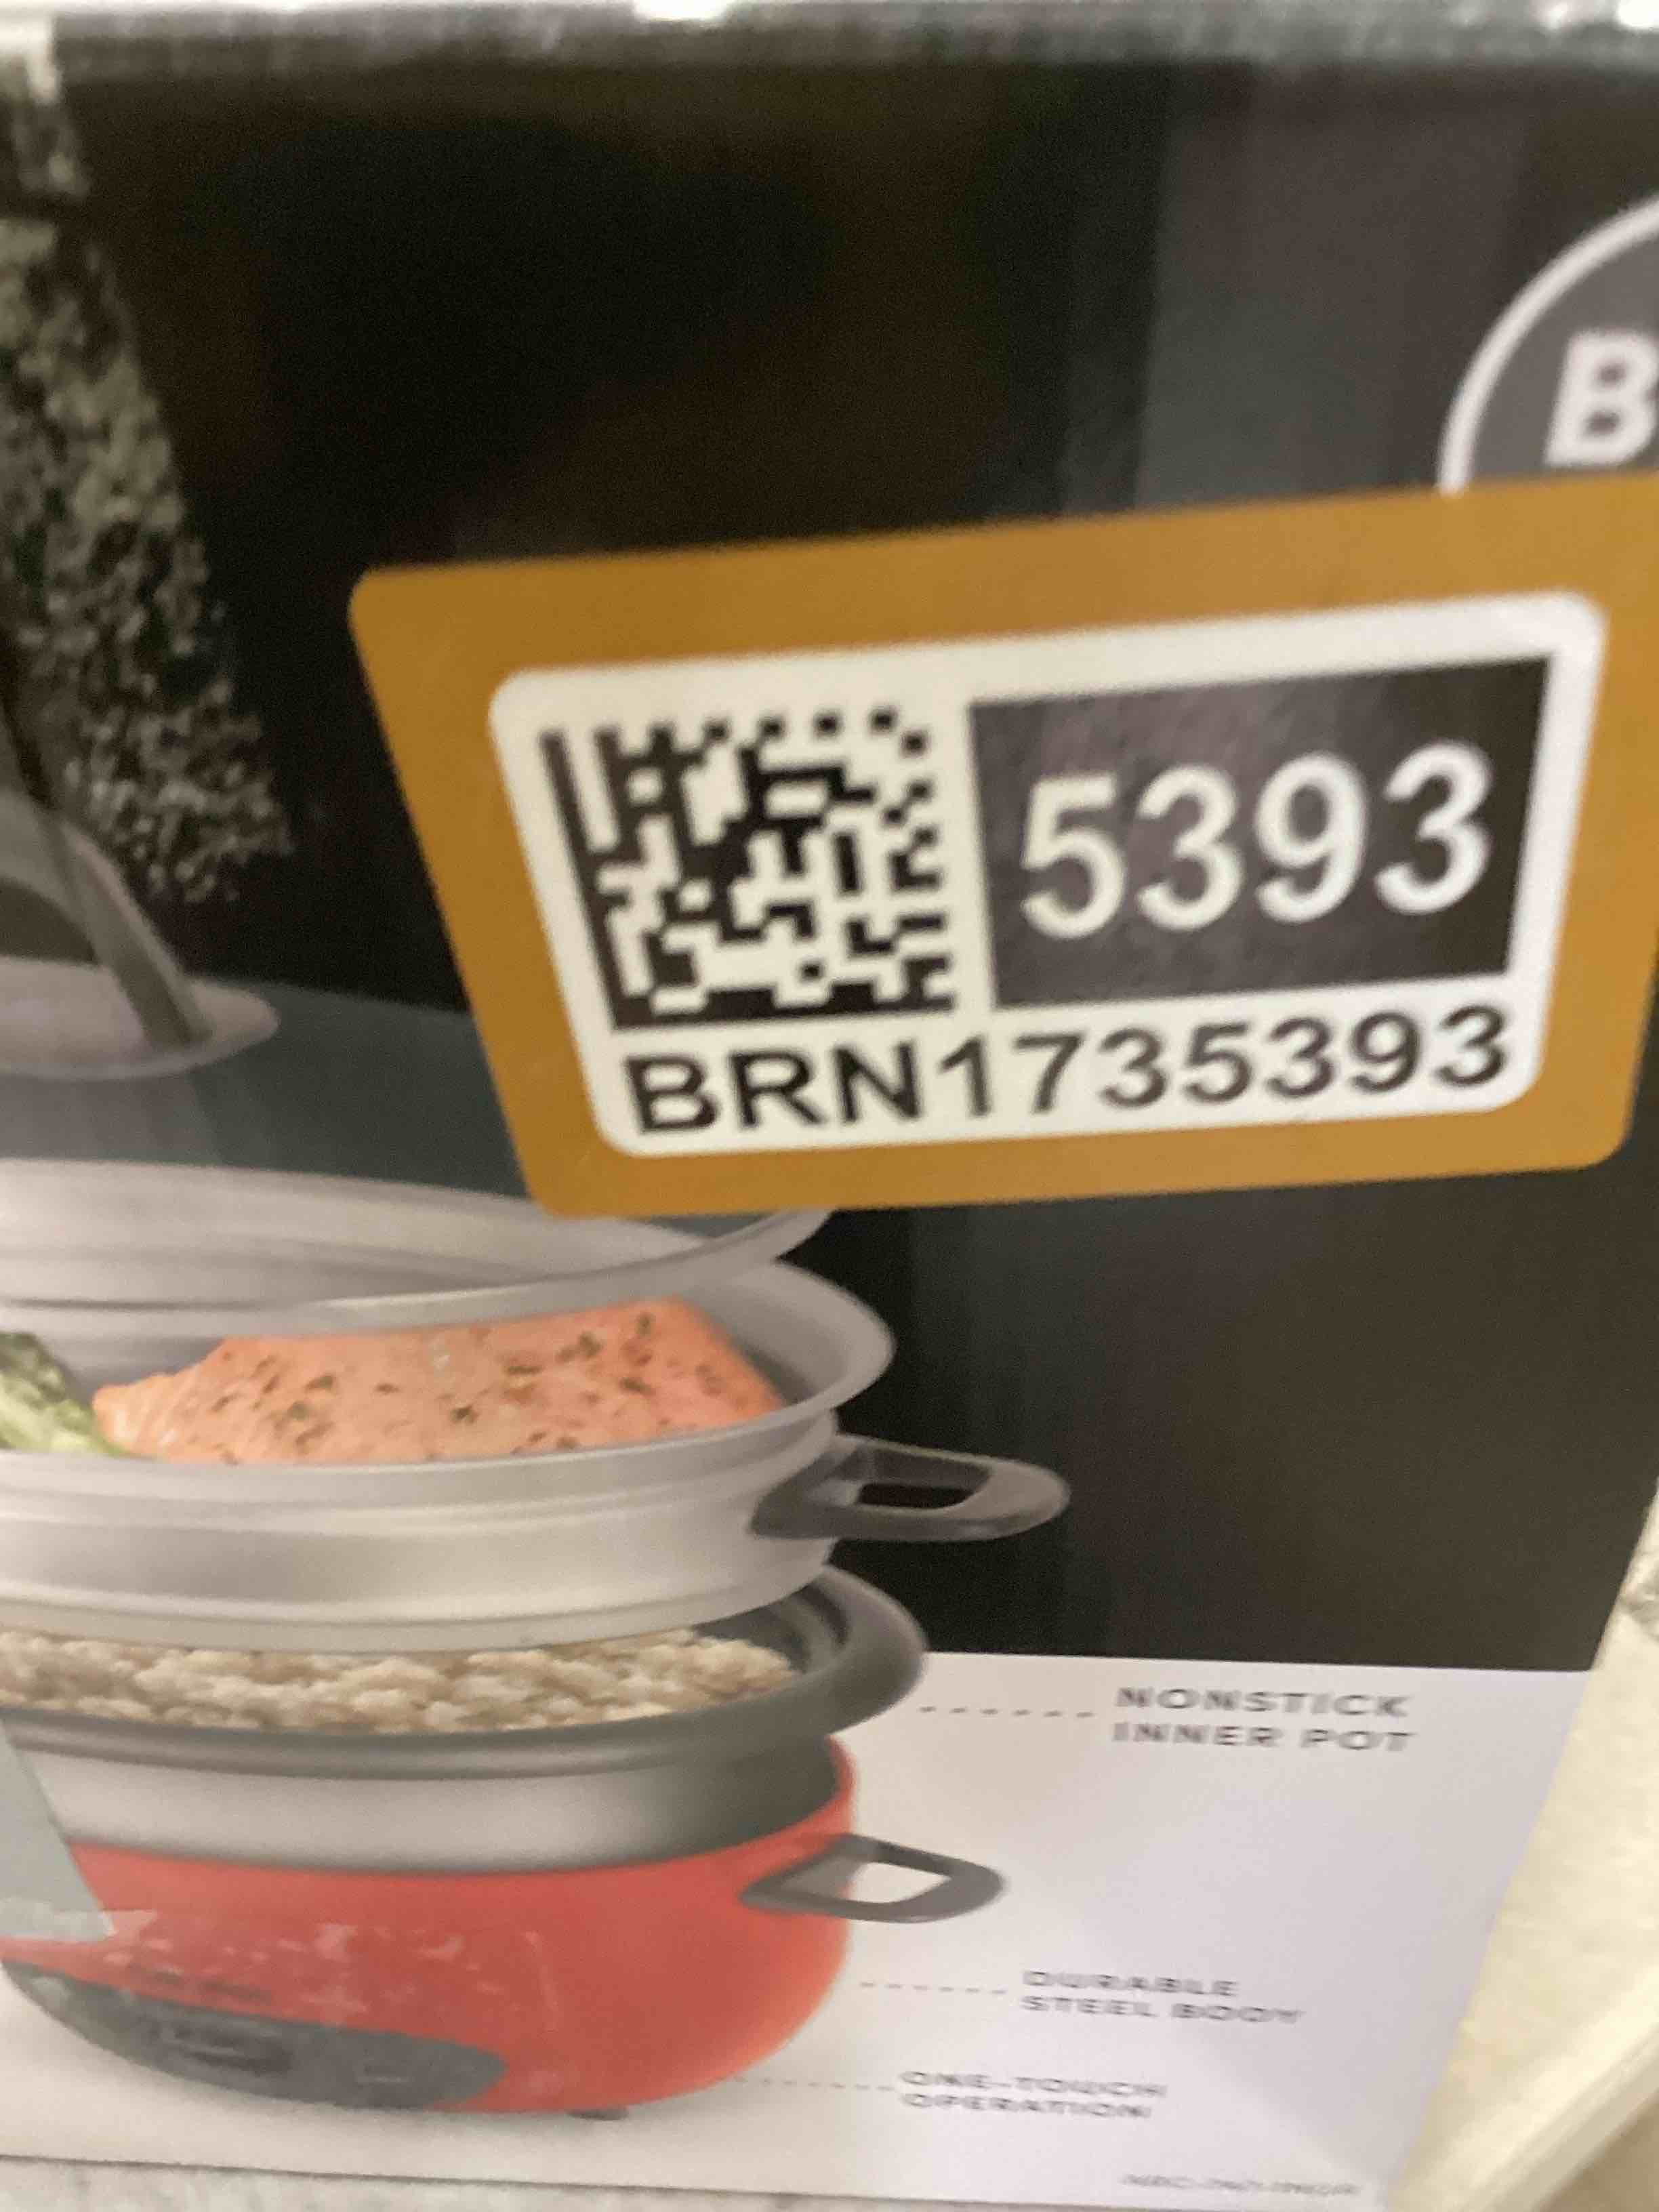 B
5393
BRN1735393
NONSTICK
INNER POT
DURABLE
STEEL BODY
ONE-TOUCH
OPERATION